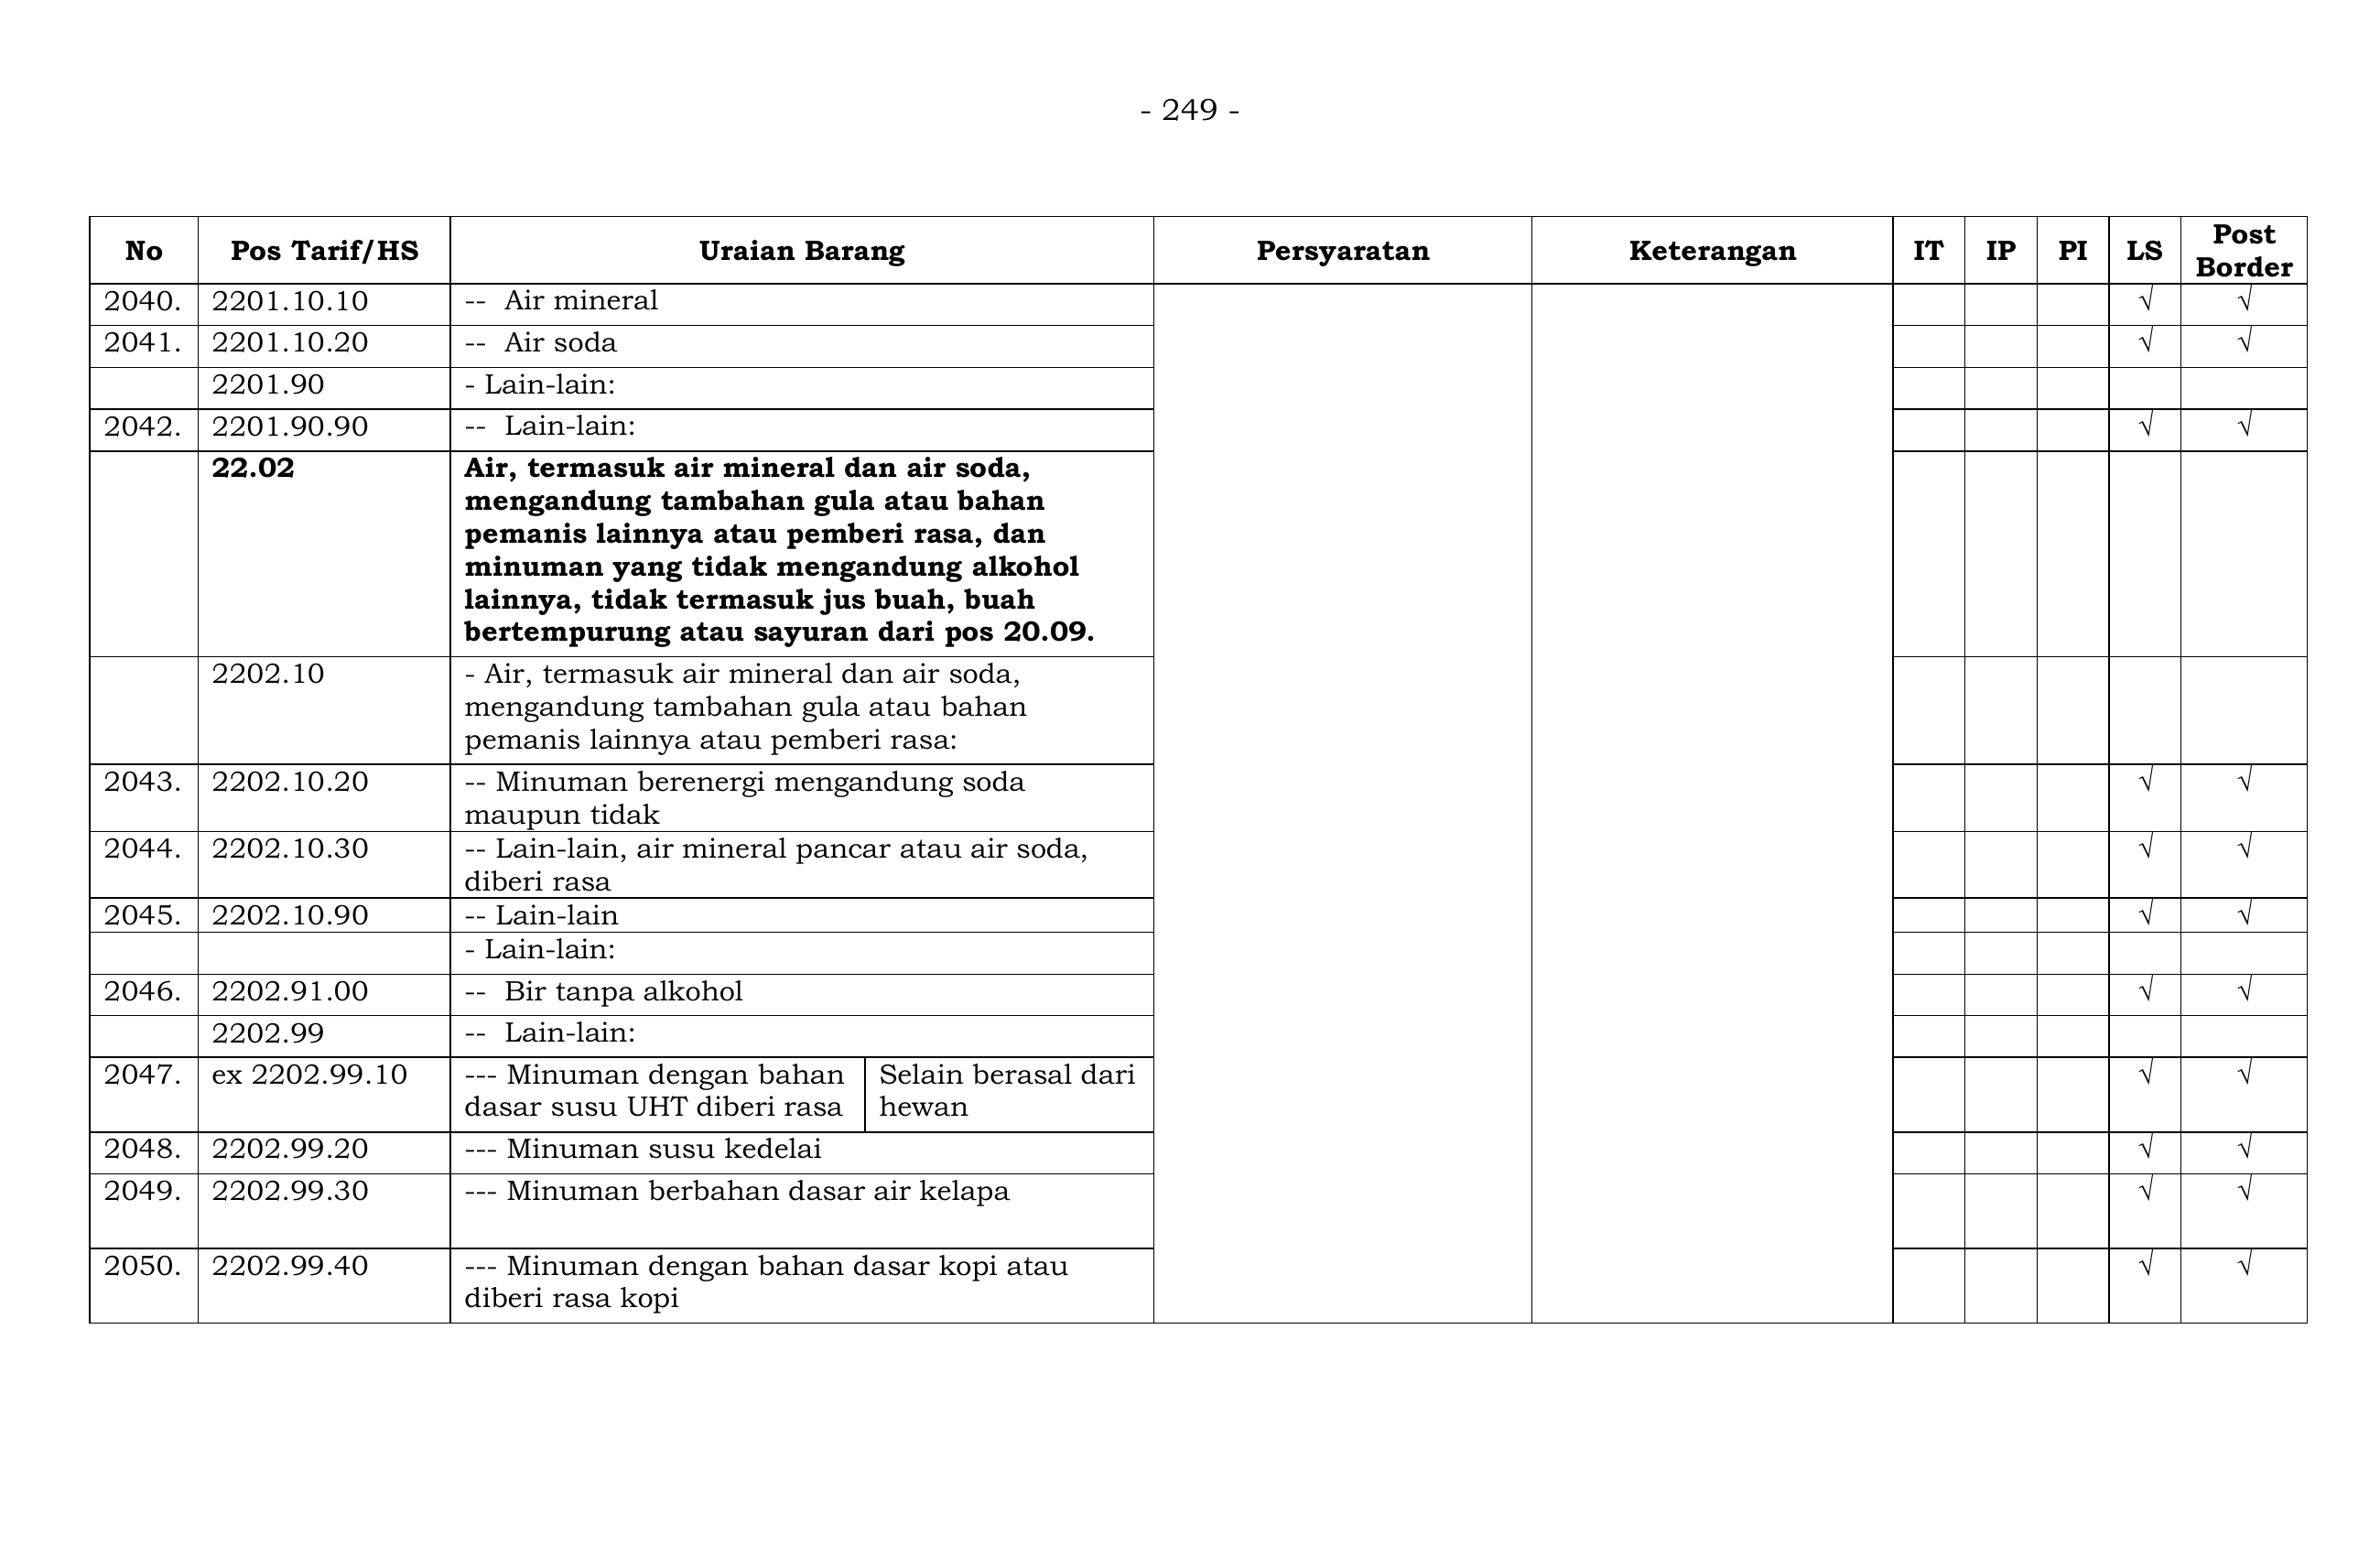 - 249 -
No Pos Tarif/HS Uraian Barang Persyaratan Keterangan IT IP PI LS Post Border
2040. 2201.10.10 -- Air mineral √ √
2041. 2201.10.20 -- Air soda √ √
2201.90 - Lain-lain:
2042. 2201.90.90 -- Lain-lain: √ √
22.02 Air, termasuk air mineral dan air soda,
mengandung tambahan gula atau bahan
pemanis lainnya atau pemberi rasa, dan
minuman yang tidak mengandung alkohol
lainnya, tidak termasuk jus buah, buah
bertempurung atau sayuran dari pos 20.09.
2202.10 - Air, termasuk air mineral dan air soda,
mengandung tambahan gula atau bahan
pemanis lainnya atau pemberi rasa:
2043. 2202.10.20 -- Minuman berenergi mengandung soda √ √
maupun tidak
2044. 2202.10.30 -- Lain-lain, air mineral pancar atau air soda, √ √
diberi rasa
2045. 2202.10.90 -- Lain-lain √ √
- Lain-lain:
2046. 2202.91.00 -- Bir tanpa alkohol √ √
2202.99 -- Lain-lain:
2047. ex 2202.99.10 --- Minuman dengan bahan Selain berasal dari √ √
dasar susu UHT diberi rasa hewan
2048. 2202.99.20 --- Minuman susu kedelai √ √
2049. 2202.99.30 --- Minuman berbahan dasar air kelapa √ √
2050. 2202.99.40 --- Minuman dengan bahan dasar kopi atau √ √
diberi rasa kopi